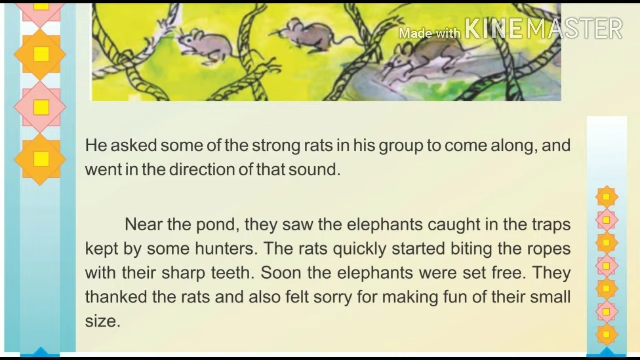 Made with KINEMASTER
He asked some of the strong rats in his group to come along, and
went in the direction of that sound.
Near the pond, they saw the elephants caught in the traps
kept by some hunters. The rats quickly started biting the ropes
with their sharp teeth. Soon the elephants were set free. They
thanked the rats and also felt sorry for making fun of their small
size.